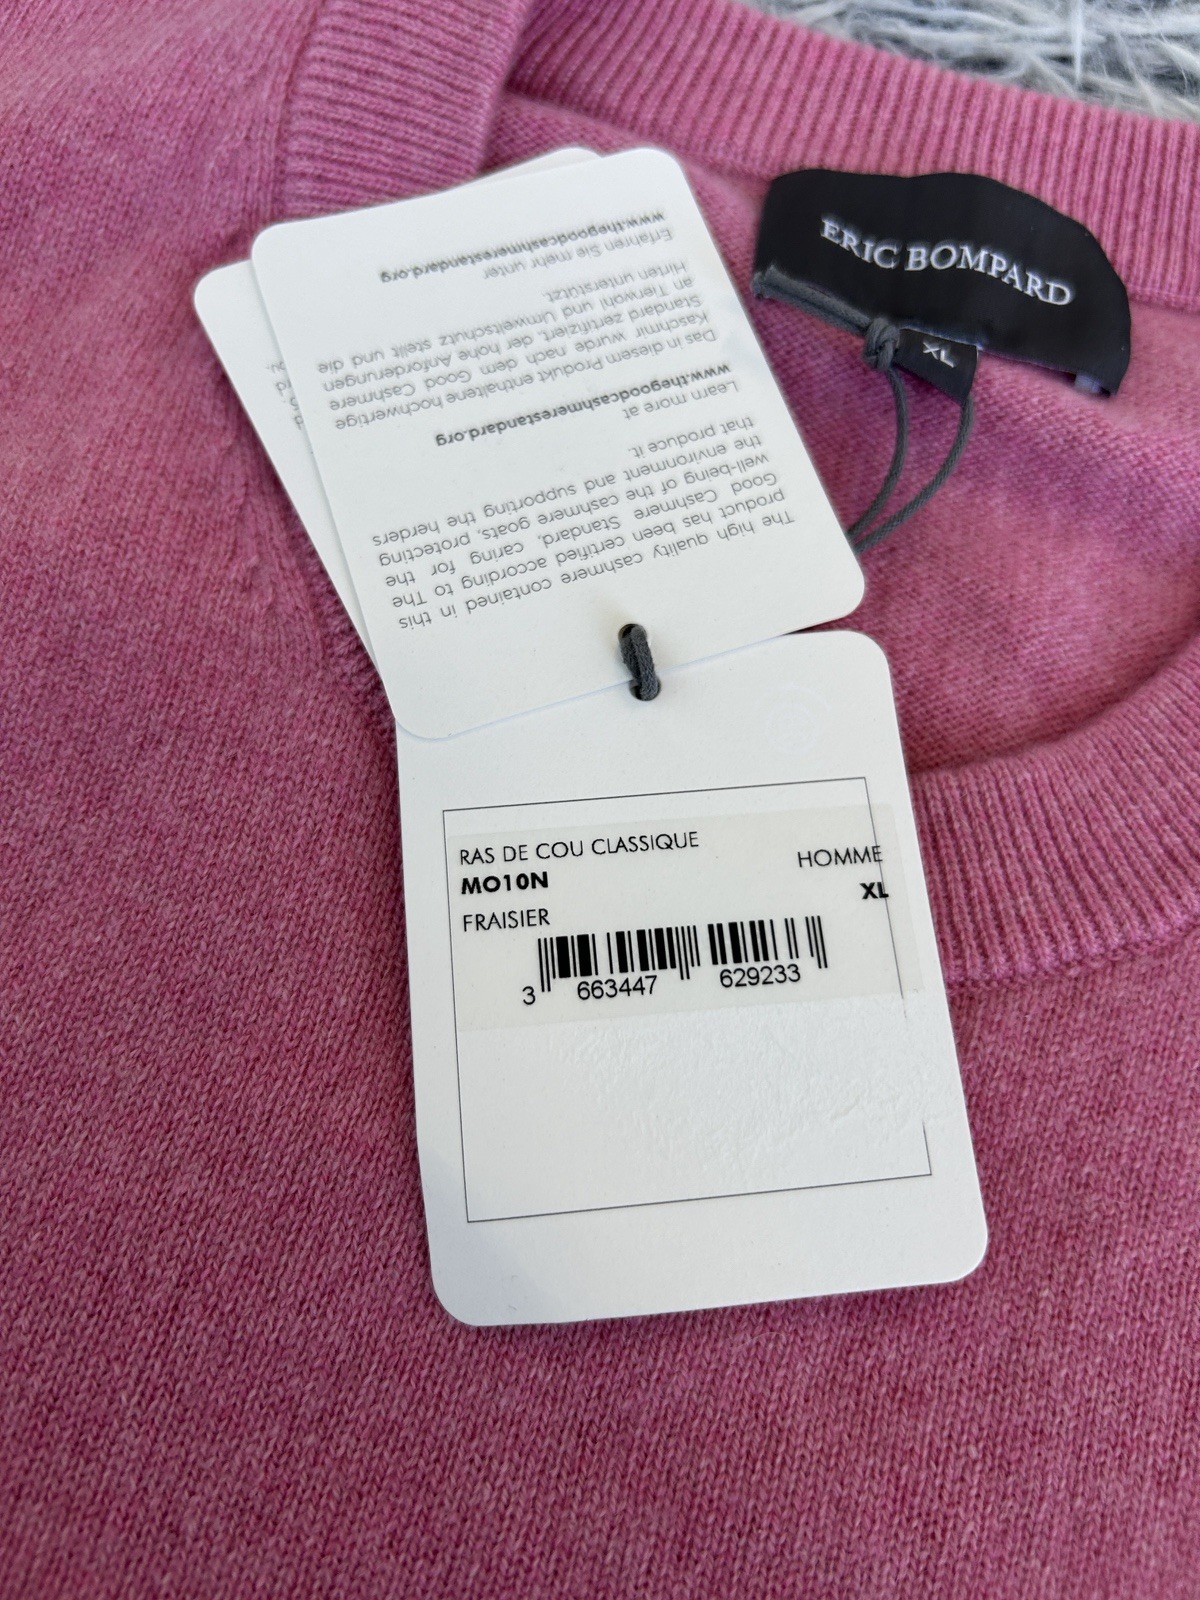 ERIC BOMPARD
XL
The high quality cashmere contained in this
product has been certified according to The
Good Cashmere Standard, caring for the
well-being of the cashmere goats, protecting
the environment and supporting the herders
that produce it.
Learn more at
www.thegoodcashmerestandard.org
Das in diesem Produkt enthaltene hochwertige
Kaschmir wurde nach dem Good Cashmere
Standard zertifiziert, der hohe Anforderungen
an Tierwohl und Umweltschutz stellt und die
Hirten unterstützt.
Erfahren Sie mehr unter
www.thegoodcashmerestandard.org
RAS DE COU CLASSIQUE
HOMME
MO10N
XL
FRAISIER
3 663447 629233